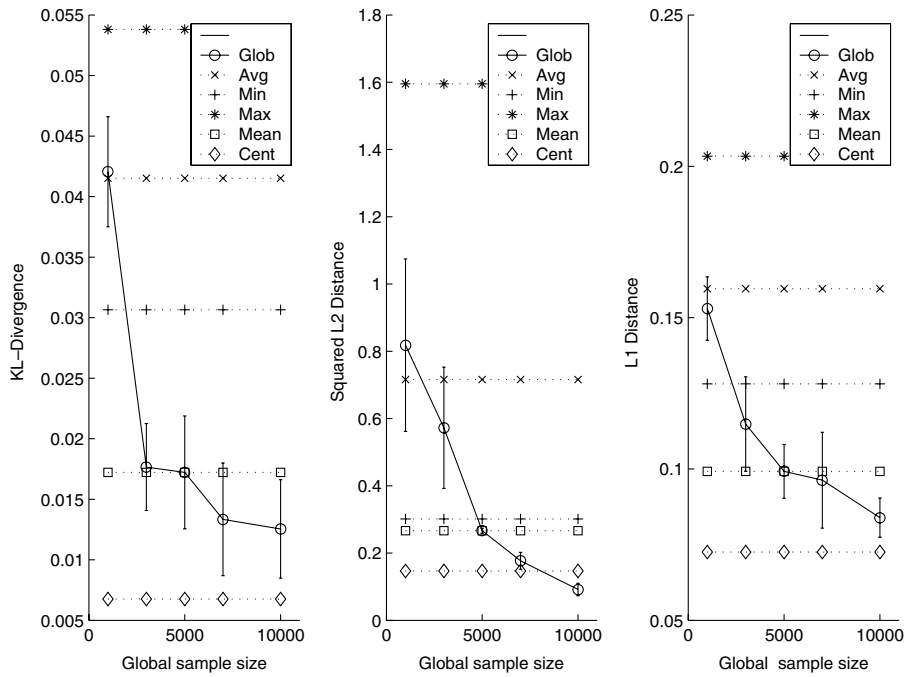 0.055
0.05
0.045
0.04
0.035
0.03
0.025
0.02
0.015
0.01
0.005
0
5000
10000
KL–Divergence
Global sample size
Glob
Avg
Min
Max
Mean
Cent
1.8
1.6
1.4
1.2
1
0.8
0.6
0.4
0.2
0
0
5000
10000
Squared L2 Distance
Global sample size
Glob
Avg
Min
Max
Mean
Cent
0.25
0.2
0.15
0.1
0.05
0
5000
10000
L1 Distance
Global sample size
Glob
Avg
Min
Max
Mean
Cent